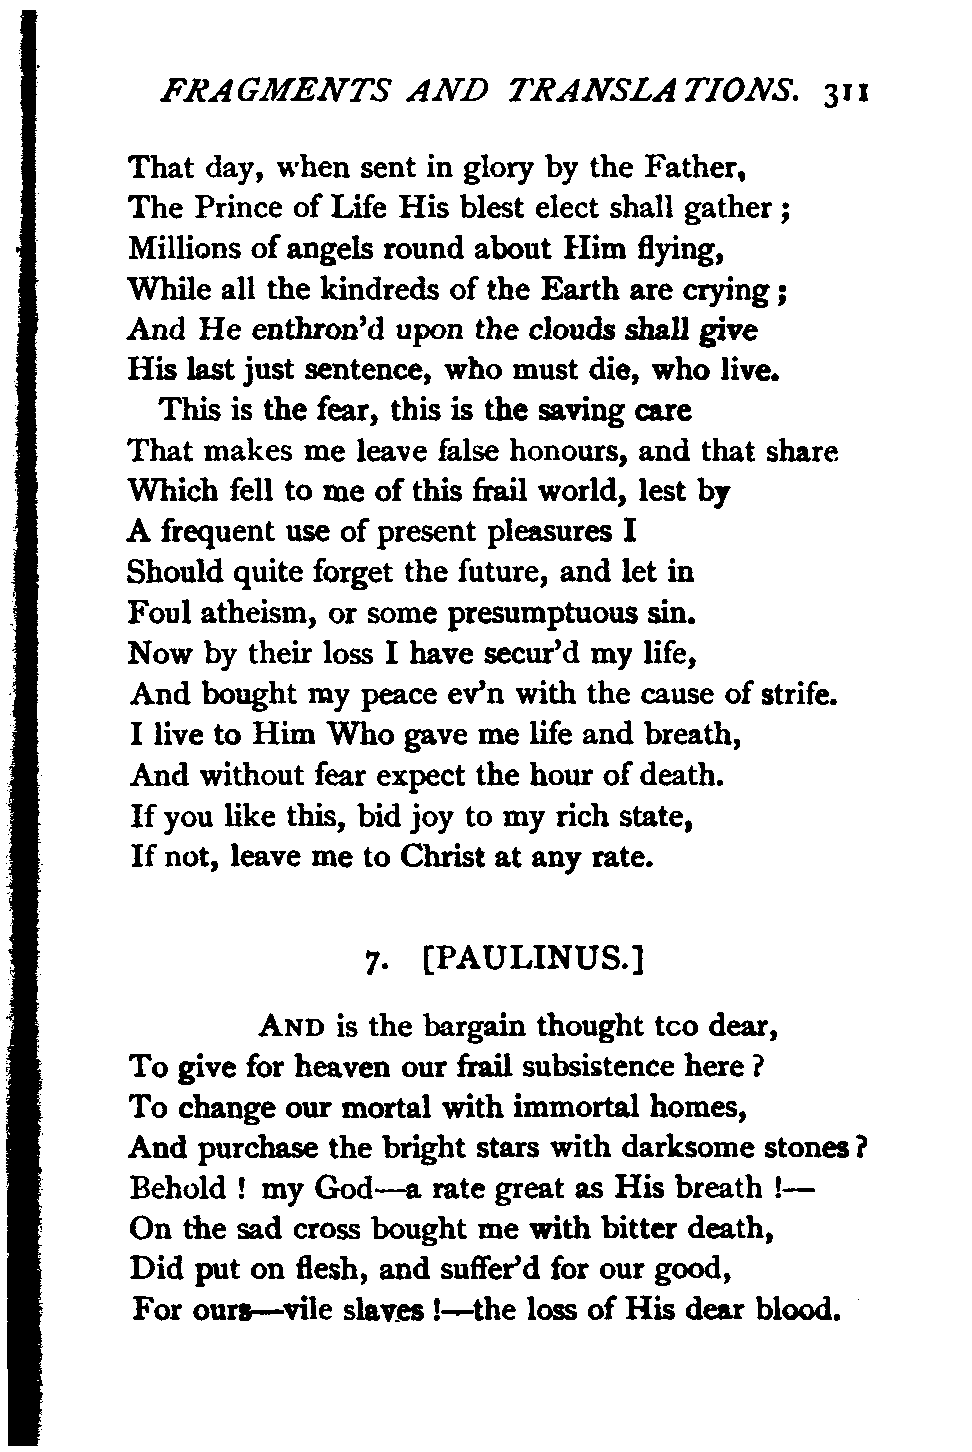 FRAGMENTS AND TRANSLATIONS. 311
That day, when sent in glory by the Father,
The Prince of Life His blest elect shall gather ;
Millions of angels round about Him flying,
While all the kindreds of the Earth are crying ;
And He enthron’d upon the clouds shall give
His last just sentence, who must die, who live.
This is the fear, this is the saving care
That makes me leave false honours, and that share
Which fell to me of this frail world, lest by
A frequent use of present pleasures I
Should quite forget the future, and let in
Foul atheism, or some presumptuous sin.
Now by their loss I have secur’d my life,
And bought my peace ev’n with the cause of strife.
I live to Him Who gave me life and breath,
And without fear expect the hour of death.
If you like this, bid joy to my rich state,
If not, leave me to Christ at any rate.
7. [PAULINUS.]
AND is the bargain thought too dear,
To give for heaven our frail subsistence here ?
To change our mortal with immortal homes,
And purchase the bright stars with darksome stones ?
Behold ! my God—a rate great as His breath !—
On the sad cross bought me with bitter death,
Did put on flesh, and suffer’d for our good,
For ours—vile slaves !—the loss of His dear blood.